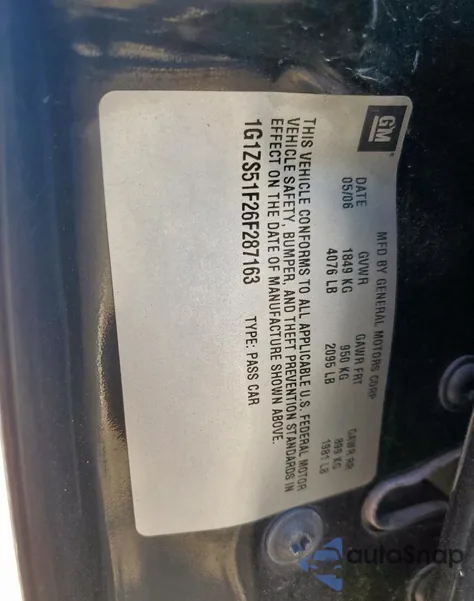 GM
MFD BY GENERAL MOTORS CORP
DATE GVWR GAWR FRT GAWR RR
05/06 1849 KG 950 KG 899 KG
4076 LB 2095 LB 1981 LB
THIS VEHICLE CONFORMS TO ALL APPLICABLE U.S. FEDERAL MOTOR
VEHICLE SAFETY, BUMPER, AND THEFT PREVENTION STANDARDS IN
EFFECT ON THE DATE OF MANUFACTURE SHOWN ABOVE.
1G1ZS51F26F287163 TYPE: PASS CAR
autoSnap